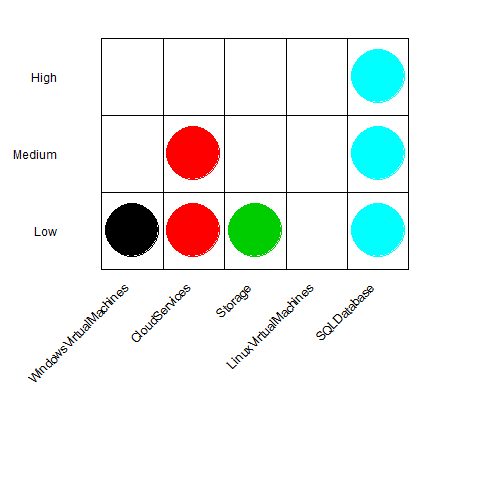 High
Medium
Low
WindowsVirtualMachines
CloudServices
Storage
LinuxVirtualMachines
SQLDatabase